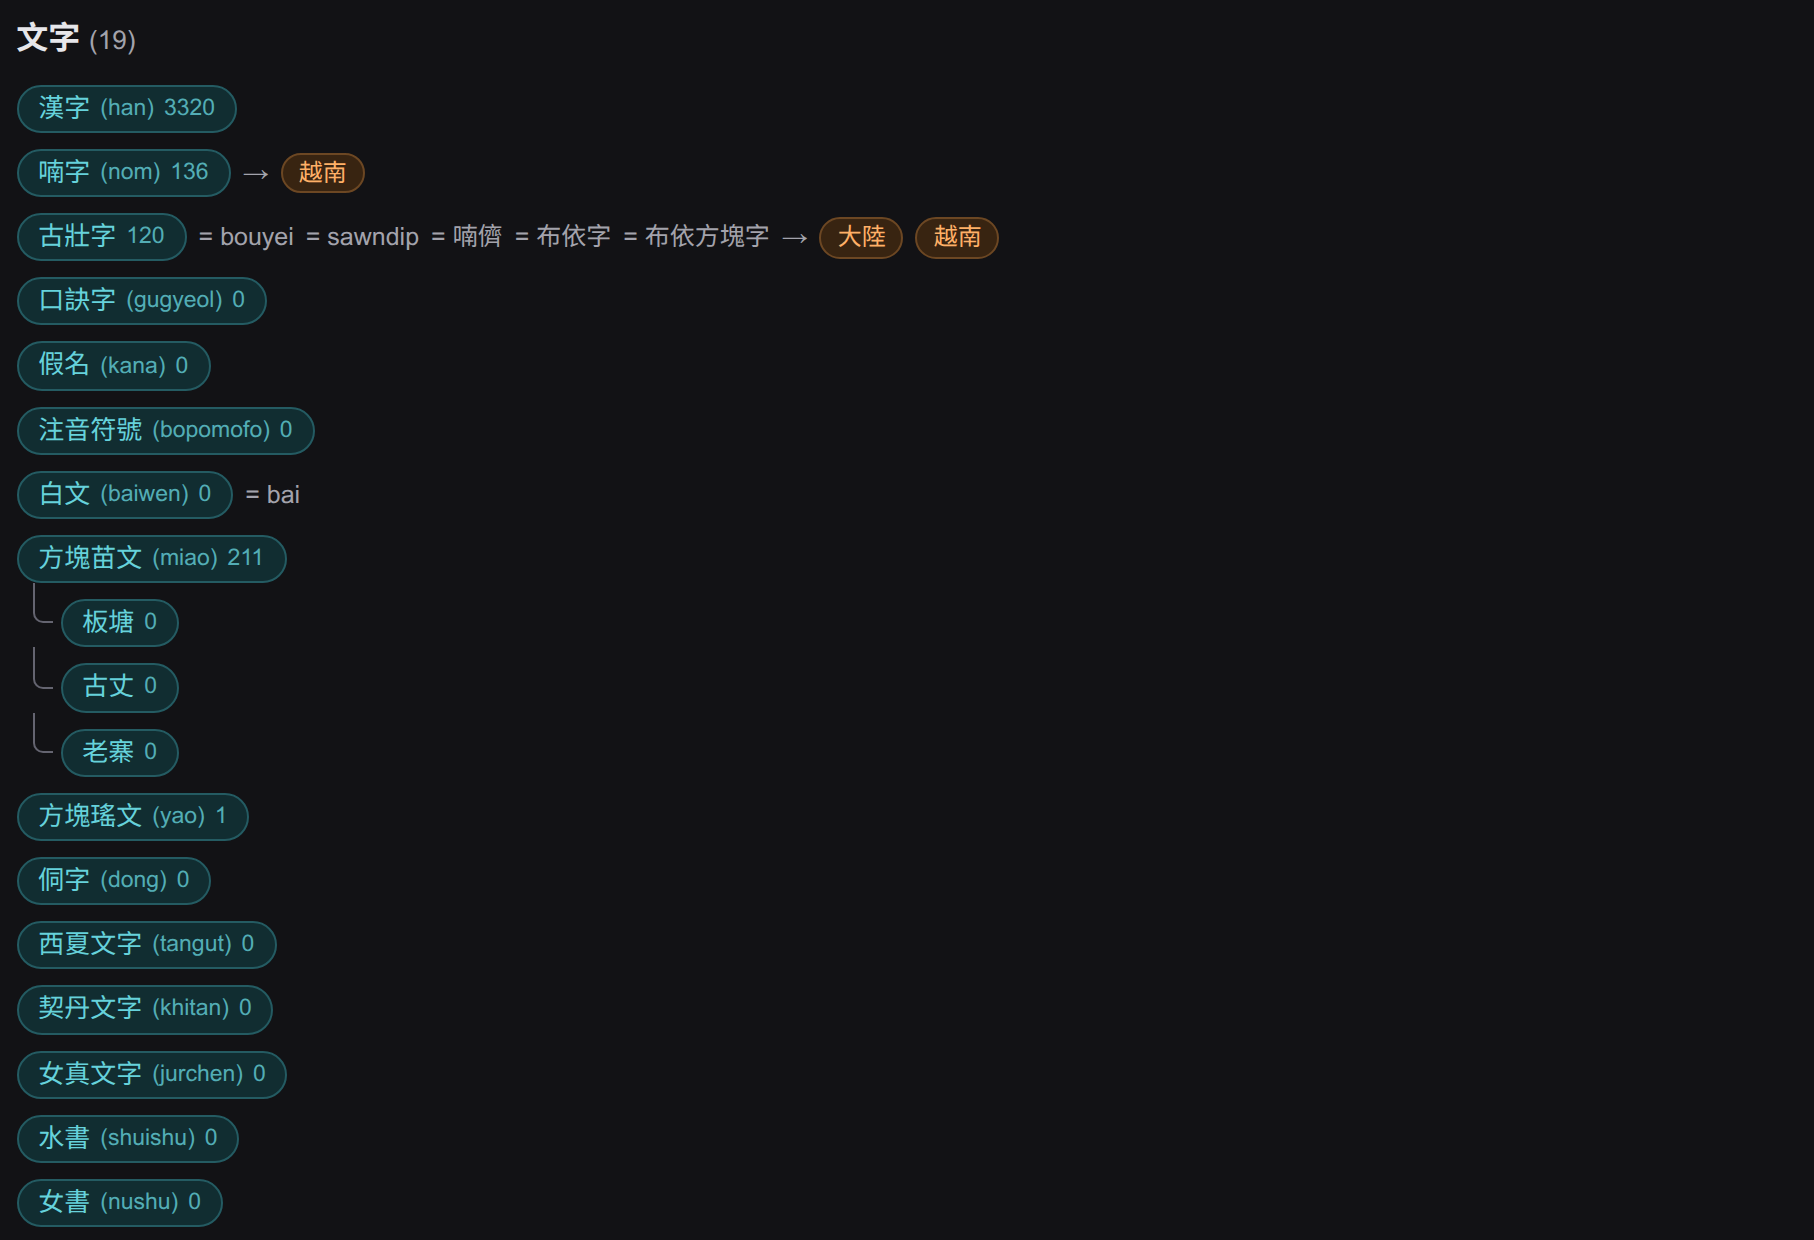 文字 (19)
漢字 (han) 3320
喃字 (nom) 136 → 越南
古壯字 120 = bouyei = sawndip = 喃儕 = 布依字 = 布依方塊字 → 大陸 越南
口訣字 (gugyeol) 0
假名 (kana) 0
注音符號 (bopomofo) 0
白文 (baiwen) 0 = bai
方塊苗文 (miao) 211
板塘 0
古丈 0
老寨 0
方塊瑤文 (yao) 1
侗字 (dong) 0
西夏文字 (tangut) 0
契丹文字 (khitan) 0
女真文字 (jurchen) 0
水書 (shuishu) 0
女書 (nushu) 0